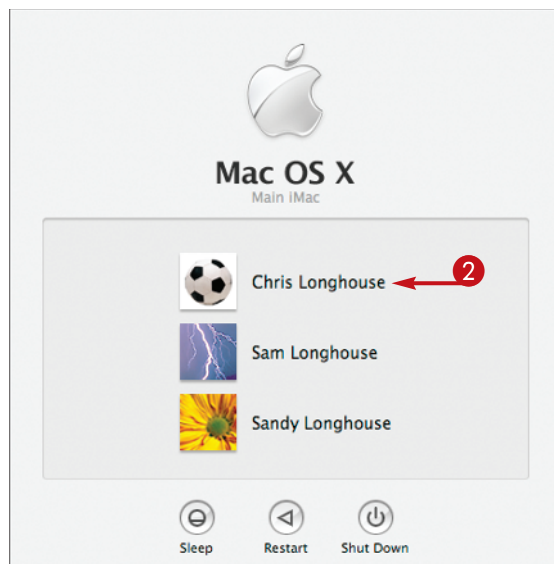 Mac OS X
Main iMac
Chris Longhouse
2
Sam Longhouse
Sandy Longhouse
Sleep Restart Shut Down